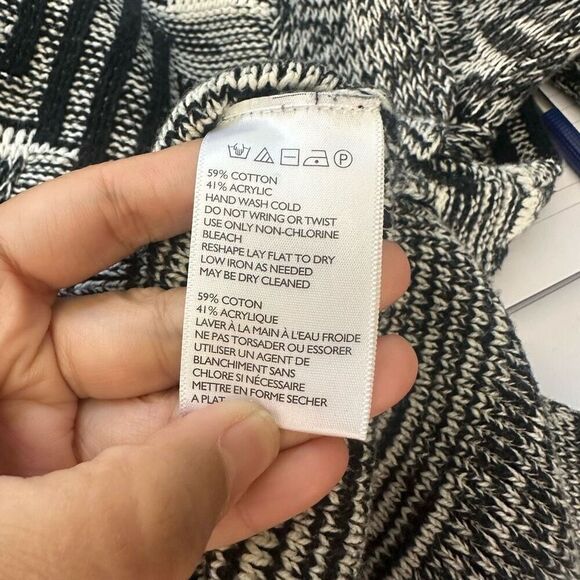 59% COTTON
41% ACRYLIC
HAND WASH COLD
DO NOT WRING OR TWIST
USE ONLY NON-CHLORINE
BLEACH
RESHAPE LAY FLAT TO DRY
LOW IRON AS NEEDED
MAY BE DRY CLEANED
59% COTON
41% ACRYLIQUE
LAVER À LA MAIN À L'EAU FROIDE
NE PAS TORSADER OU ESSORER
UTILISER UN AGENT DE
BLANCHIMENT SANS
CHLORE SI NÉCESSAIRE
METTRE EN FORME SECHER
A PLAT